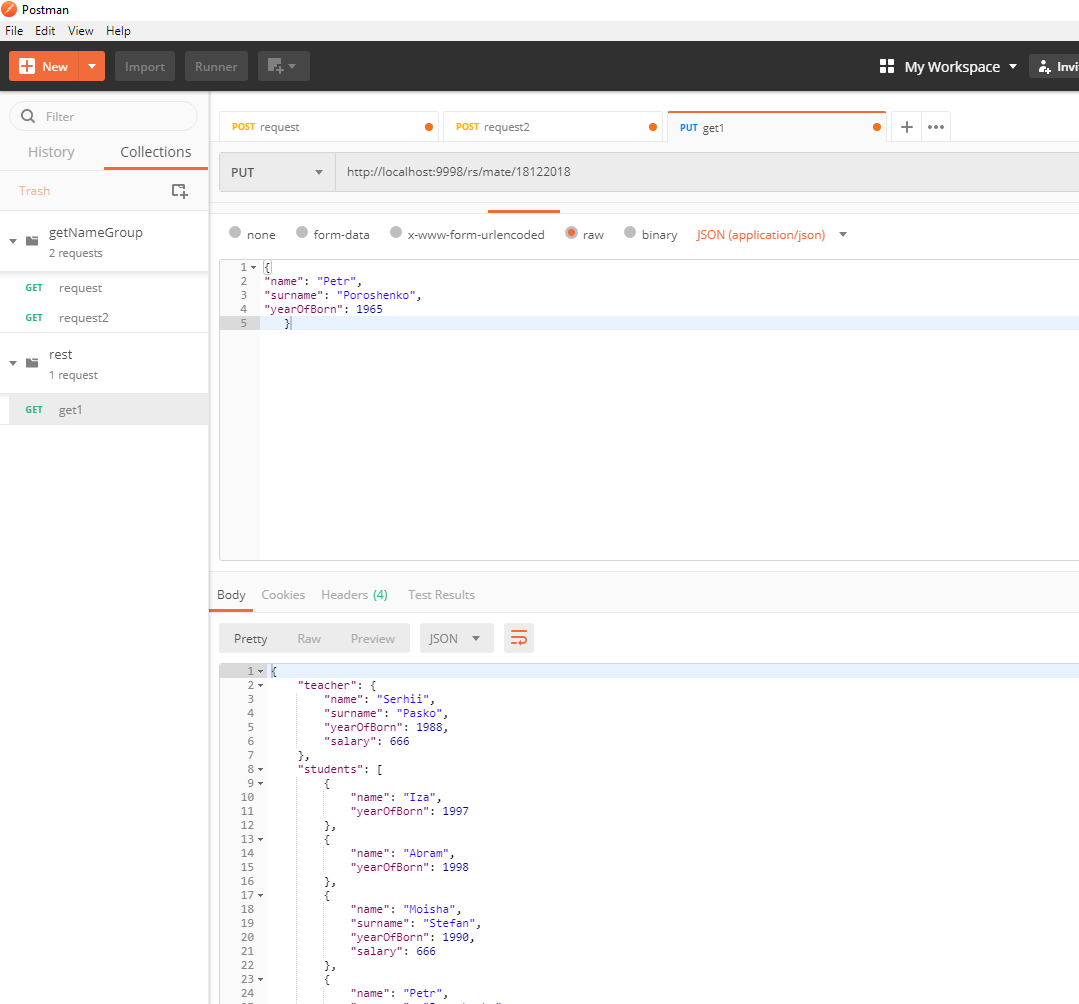 Postman
File Edit View Help
New Import Runner My Workspace
Filter
History Collections
Trash
getNameGroup
2 requests
GET request
GET request2
rest
1 request
GET get1
POST request POST request2 PUT get1
PUT http://localhost:9998/rs/mate/18122018
none form-data x-www-form-urlencoded raw binary JSON (application/json)
1 {
2 "name": "Petr",
3 "surname": "Poroshenko",
4 "yearOfBorn": 1965
5 }
Body Cookies Headers (4) Test Results
Pretty Raw Preview JSON
1 {
2 "teacher": {
3 "name": "Serhii",
4 "surname": "Pasko",
5 "yearOfBorn": 1988,
6 "salary": 666
7 },
8 "students": [
9 {
10 "name": "Iza",
11 "yearOfBorn": 1997
12 },
13 {
14 "name": "Abram",
15 "yearOfBorn": 1998
16 },
17 {
18 "name": "Moisha",
19 "surname": "Stefan",
20 "yearOfBorn": 1990,
21 "salary": 666
22 },
23 {
24 "name": "Petr",